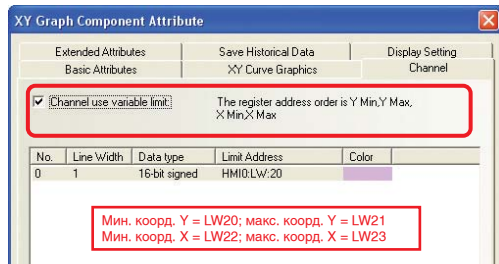 XY Graph Component Attribute
Extended Attributes Save Historical Data Display Setting
Basic Attributes XY Curve Graphics Channel
Channel use variable limit: The register address order is Y Min,Y Max,
X Min,X Max
No. Line Width Data type Limit Address Color
0 1 16-bit signed HMI0:LW:20
Мин. коорд. Y = LW20; макс. коорд. Y = LW21
Мин. коорд. X = LW22; макс. коорд. X = LW23